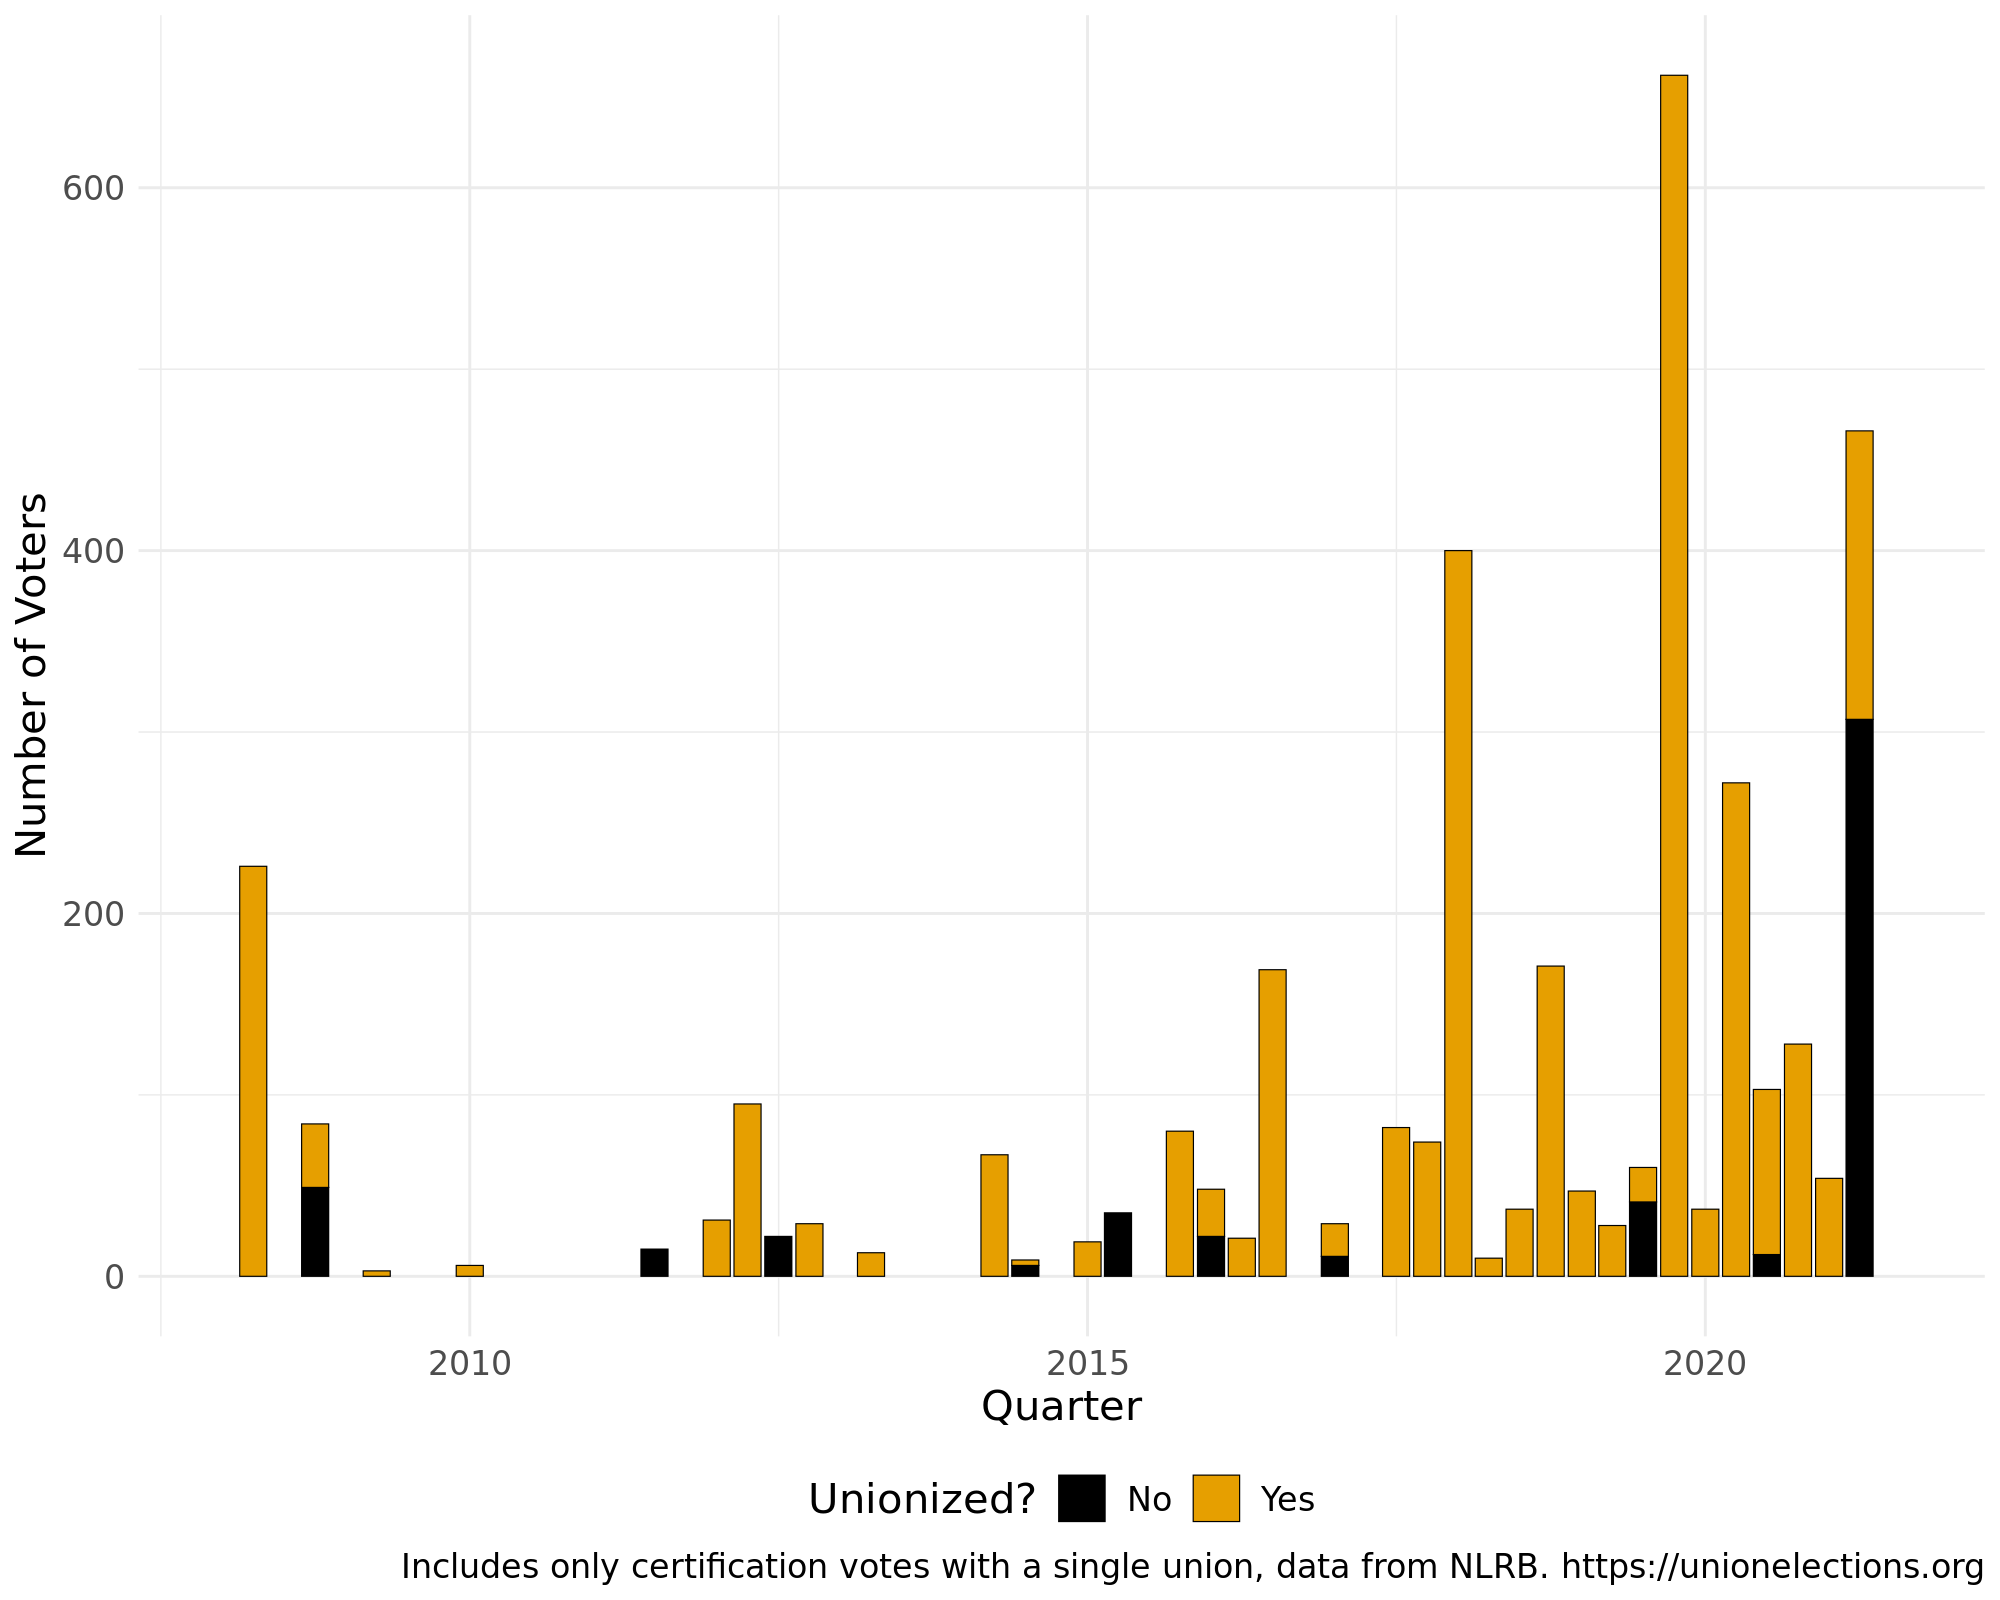 600
400
200
0
Number of Voters
2010 2015 2020
Quarter
Unionized? No Yes
Includes only certification votes with a single union, data from NLRB. https://unionelections.org